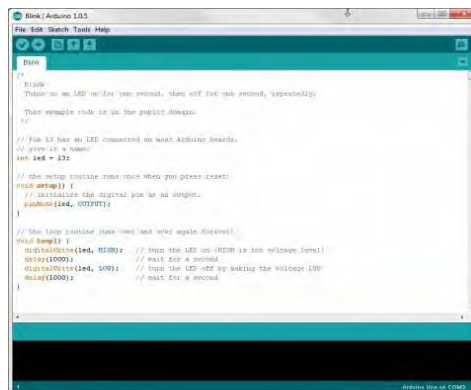 Blink | Arduino 1.0.5
File Edit Sketch Tools Help
Blink
/*
  Blink
  Turns on an LED on for one second, then off for one second, repeatedly.

  This example code is in the public domain.
 */

// Pin 13 has an LED connected on most Arduino boards.
// give it a name:
int led = 13;

// the setup routine runs once when you press reset:
void setup() {
  // initialize the digital pin as an output.
  pinMode(led, OUTPUT);
}

// the loop routine runs over and over again forever:
void loop() {
  digitalWrite(led, HIGH);   // turn the LED on (HIGH is the voltage level)
  delay(1000);               // wait for a second
  digitalWrite(led, LOW);    // turn the LED off by making the voltage LOW
  delay(1000);               // wait for a second
}
1
Arduino Uno on COM3